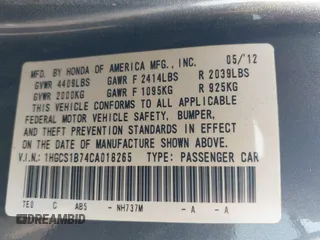 MFD. BY HONDA OF AMERICA MFG., INC. 05/'12
GVWR 4409LBS GAWR F 2414LBS R 2039LBS
GVWR 2000KG GAWR F 1095KG R 925KG
THIS VEHICLE CONFORMS TO ALL APPLICABLE
FEDERAL MOTOR VEHICLE SAFETY, BUMPER,
AND THEFT PREVENTION STANDARDS IN EFFECT
ON THE DATE OF MANUFACTURE SHOWN ABOVE.
V.I.N.: 1HGCS1B74CA018265 TYPE: PASSENGER CAR
TE0 C AB5 - NH737M - A - A
DREAMBID